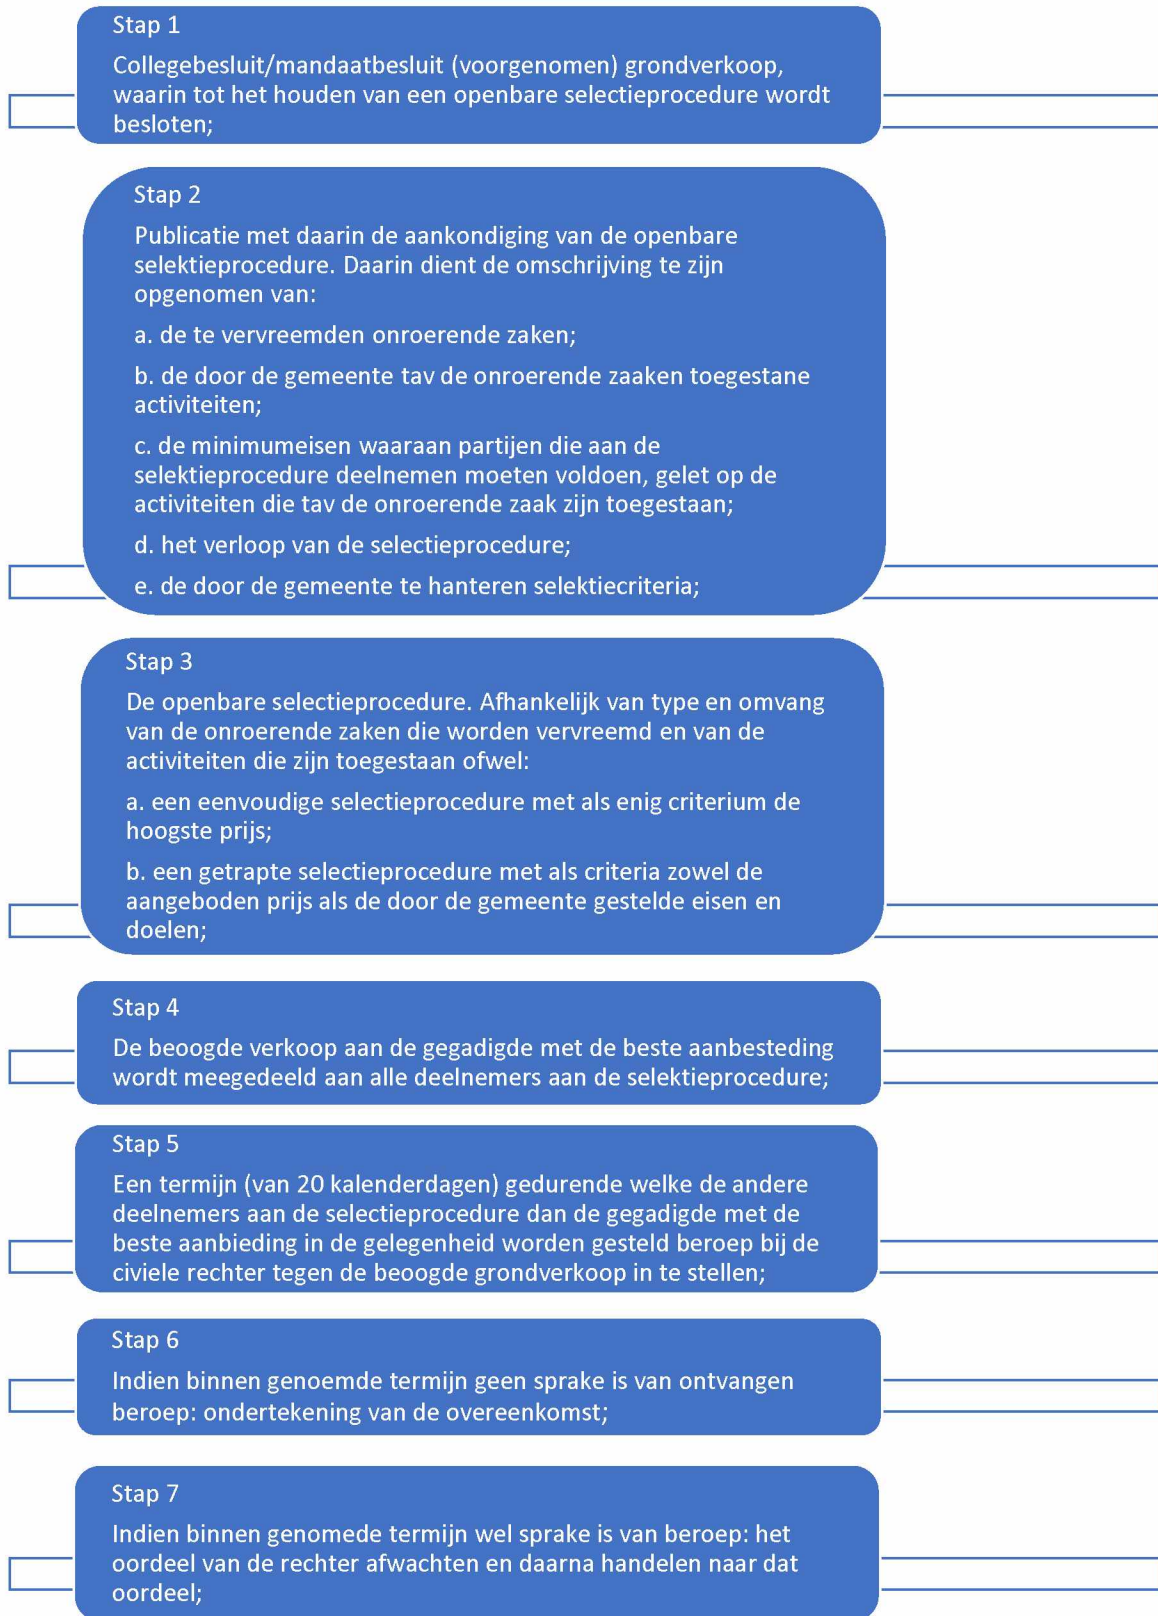 Stap 1
Collegebesluit/mandaatbesluit (voorgenomen) grondverkoop,
waarin tot het houden van een openbare selectieprocedure wordt
besloten;
Stap 2
Publicatie met daarin de aankondiging van de openbare
selektieprocedure. Daarin dient de omschrijving te zijn
opgenomen van:
a. de te vervreemden onroerende zaken;
b. de door de gemeente tav de onroerende zaaken toegestane
activiteiten;
c. de minimumeisen waaraan partijen die aan de
selektieprocedure deelnemen moeten voldoen, gelet op de
activiteiten die tav de onroerende zaak zijn toegestaan;
d. het verloop van de selectieprocedure;
e. de door de gemeente te hanteren selektiecriteria;
Stap 3
De openbare selectieprocedure. Afhankelijk van type en omvang
van de onroerende zaken die worden vervreemd en van de
activiteiten die zijn toegestaan ofwel:
a. een eenvoudige selectieprocedure met als enig criterium de
hoogste prijs;
b. een getrapte selectieprocedure met als criteria zowel de
aangeboden prijs als de door de gemeente gestelde eisen en
doelen;
Stap 4
De beoogde verkoop aan de gegadigde met de beste aanbesteding
wordt meegedeeld aan alle deelnemers aan de selektieprocedure;
Stap 5
Een termijn (van 20 kalenderdagen) gedurende welke de andere
deelnemers aan de selectieprocedure dan de gegadigde met de
beste aanbieding in de gelegenheid worden gesteld beroep bij de
civiele rechter tegen de beoogde grondverkoop in te stellen;
Stap 6
Indien binnen genoemde termijn geen sprake is van ontvangen
beroep: ondertekening van de overeenkomst;
Stap 7
Indien binnen genomede termijn wel sprake is van beroep: het
oordeel van de rechter afwachten en daarna handelen naar dat
oordeel;